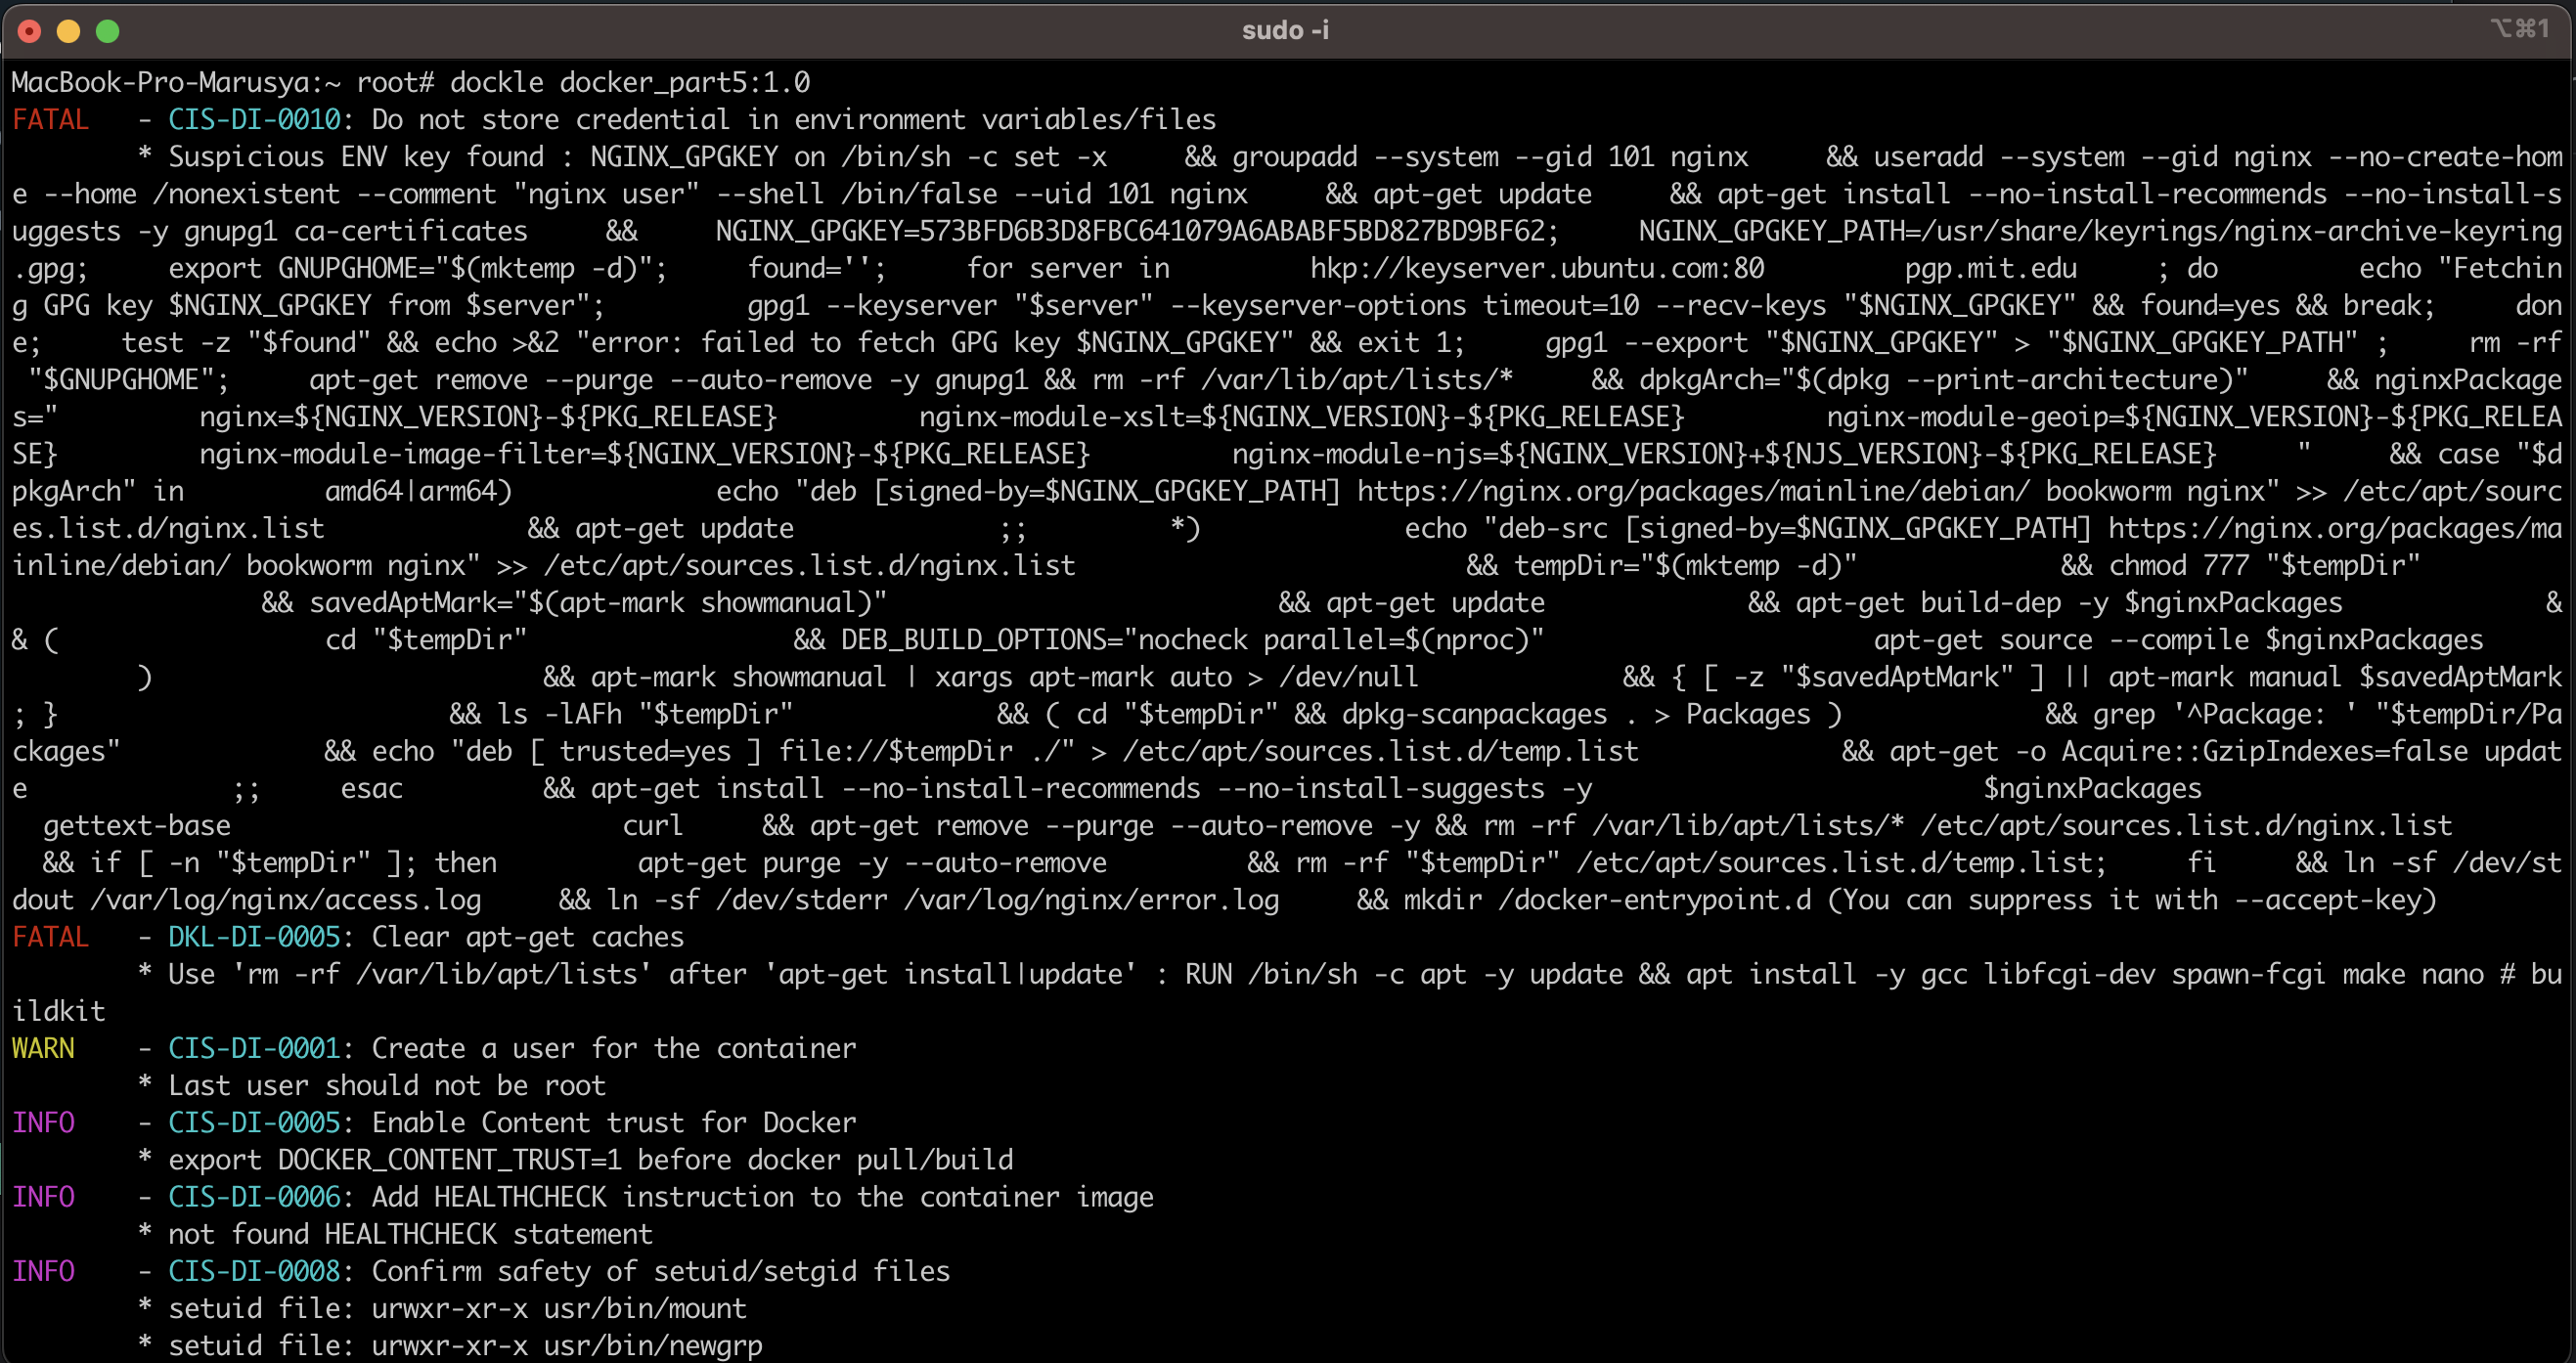 sudo -i
⌥⌘1
MacBook-Pro-Marusya:~ root# dockle docker_part5:1.0
FATAL   - CIS-DI-0010: Do not store credential in environment variables/files
        * Suspicious ENV key found : NGINX_GPGKEY on /bin/sh -c set -x     && groupadd --system --gid 101 nginx     && useradd --system --gid nginx --no-create-hom
e --home /nonexistent --comment "nginx user" --shell /bin/false --uid 101 nginx     && apt-get update     && apt-get install --no-install-recommends --no-install-s
uggests -y gnupg1 ca-certificates     &&     NGINX_GPGKEY=573BFD6B3D8FBC641079A6ABABF5BD827BD9BF62;     NGINX_GPGKEY_PATH=/usr/share/keyrings/nginx-archive-keyring
.gpg;     export GNUPGHOME="$(mktemp -d)";     found='';     for server in         hkp://keyserver.ubuntu.com:80         pgp.mit.edu     ; do         echo "Fetchin
g GPG key $NGINX_GPGKEY from $server";         gpg1 --keyserver "$server" --keyserver-options timeout=10 --recv-keys "$NGINX_GPGKEY" && found=yes && break;     don
e;     test -z "$found" && echo >&2 "error: failed to fetch GPG key $NGINX_GPGKEY" && exit 1;     gpg1 --export "$NGINX_GPGKEY" > "$NGINX_GPGKEY_PATH" ;     rm -rf
 "$GNUPGHOME";     apt-get remove --purge --auto-remove -y gnupg1 && rm -rf /var/lib/apt/lists/*     && dpkgArch="$(dpkg --print-architecture)"     && nginxPackage
s="         nginx=${NGINX_VERSION}-${PKG_RELEASE}         nginx-module-xslt=${NGINX_VERSION}-${PKG_RELEASE}         nginx-module-geoip=${NGINX_VERSION}-${PKG_RELEA
SE}         nginx-module-image-filter=${NGINX_VERSION}-${PKG_RELEASE}         nginx-module-njs=${NGINX_VERSION}+${NJS_VERSION}-${PKG_RELEASE}     "     && case "$d
pkgArch" in         amd64|arm64)             echo "deb [signed-by=$NGINX_GPGKEY_PATH] https://nginx.org/packages/mainline/debian/ bookworm nginx" >> /etc/apt/sourc
es.list.d/nginx.list             && apt-get update             ;;         *)             echo "deb-src [signed-by=$NGINX_GPGKEY_PATH] https://nginx.org/packages/ma
inline/debian/ bookworm nginx" >> /etc/apt/sources.list.d/nginx.list                         && tempDir="$(mktemp -d)"             && chmod 777 "$tempDir"
                && savedAptMark="$(apt-mark showmanual)"                         && apt-get update             && apt-get build-dep -y $nginxPackages             &
& (                 cd "$tempDir"                 && DEB_BUILD_OPTIONS="nocheck parallel=$(nproc)"                     apt-get source --compile $nginxPackages
        )                         && apt-mark showmanual | xargs apt-mark auto > /dev/null             && { [ -z "$savedAptMark" ] || apt-mark manual $savedAptMark
; }                         && ls -lAFh "$tempDir"             && ( cd "$tempDir" && dpkg-scanpackages . > Packages )             && grep '^Package: ' "$tempDir/Pa
ckages"             && echo "deb [ trusted=yes ] file://$tempDir ./" > /etc/apt/sources.list.d/temp.list             && apt-get -o Acquire::GzipIndexes=false updat
e             ;;     esac         && apt-get install --no-install-recommends --no-install-suggests -y                         $nginxPackages
  gettext-base                         curl     && apt-get remove --purge --auto-remove -y && rm -rf /var/lib/apt/lists/* /etc/apt/sources.list.d/nginx.list
  && if [ -n "$tempDir" ]; then         apt-get purge -y --auto-remove         && rm -rf "$tempDir" /etc/apt/sources.list.d/temp.list;     fi     && ln -sf /dev/st
dout /var/log/nginx/access.log     && ln -sf /dev/stderr /var/log/nginx/error.log     && mkdir /docker-entrypoint.d (You can suppress it with --accept-key)
FATAL   - DKL-DI-0005: Clear apt-get caches
        * Use 'rm -rf /var/lib/apt/lists' after 'apt-get install|update' : RUN /bin/sh -c apt -y update && apt install -y gcc libfcgi-dev spawn-fcgi make nano # bu
ildkit
WARN    - CIS-DI-0001: Create a user for the container
        * Last user should not be root
INFO    - CIS-DI-0005: Enable Content trust for Docker
        * export DOCKER_CONTENT_TRUST=1 before docker pull/build
INFO    - CIS-DI-0006: Add HEALTHCHECK instruction to the container image
        * not found HEALTHCHECK statement
INFO    - CIS-DI-0008: Confirm safety of setuid/setgid files
        * setuid file: urwxr-xr-x usr/bin/mount
        * setuid file: urwxr-xr-x usr/bin/newgrp